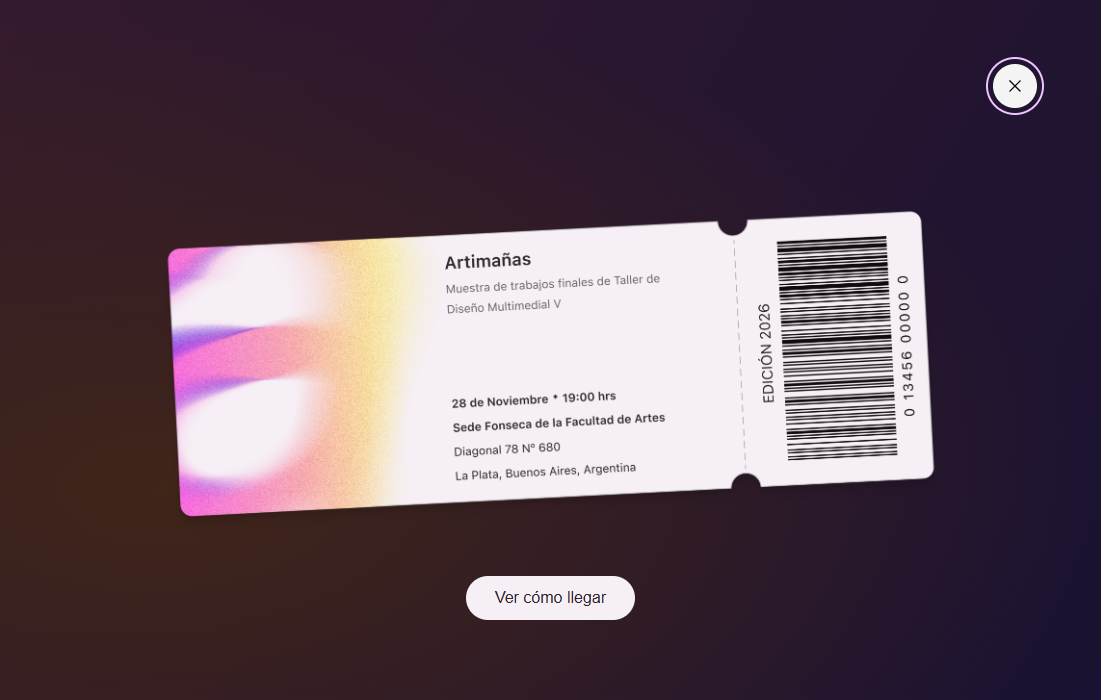 Artimañas
Muestra de trabajos finales de Taller de
Diseño Multimedial V
28 de Noviembre * 19:00 hrs
Sede Fonseca de la Facultad de Artes
Diagonal 78 N° 680
La Plata, Buenos Aires, Argentina
EDICIÓN 2026
0 13456 00000 0
Ver cómo llegar